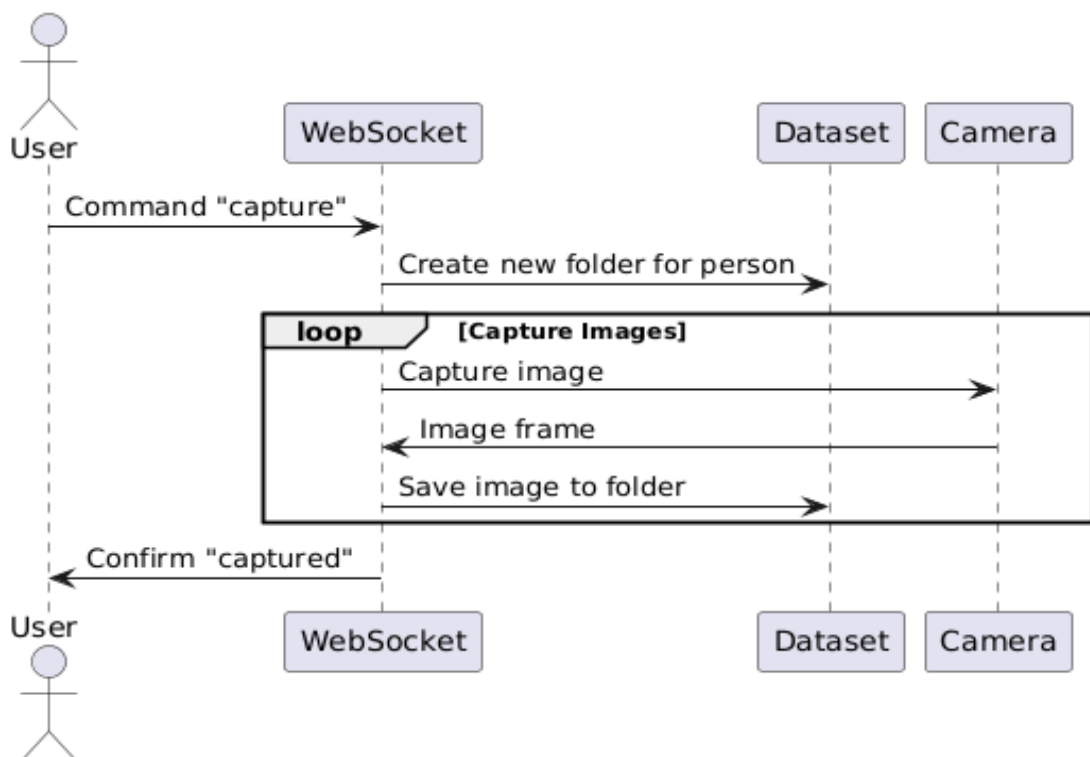 User
WebSocket
Dataset
Camera
Command "capture"
Create new folder for person
loop
[Capture Images]
Capture image
Image frame
Save image to folder
Confirm "captured"
User
WebSocket
Dataset
Camera